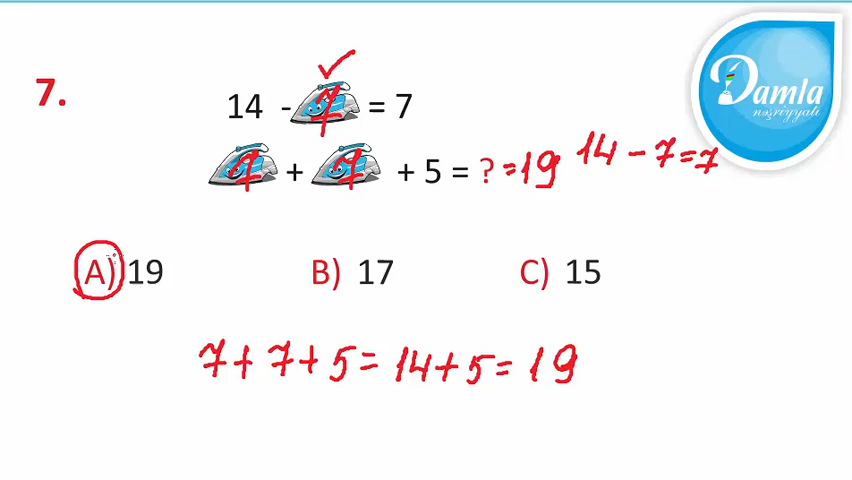 Damla
nəşriyyatı
7.
14 - 7 = 7
7 + 7 + 5 = ? = 19
14 - 7 = 7
A) 19 B) 17 C) 15
7 + 7 + 5 = 14 + 5 = 19